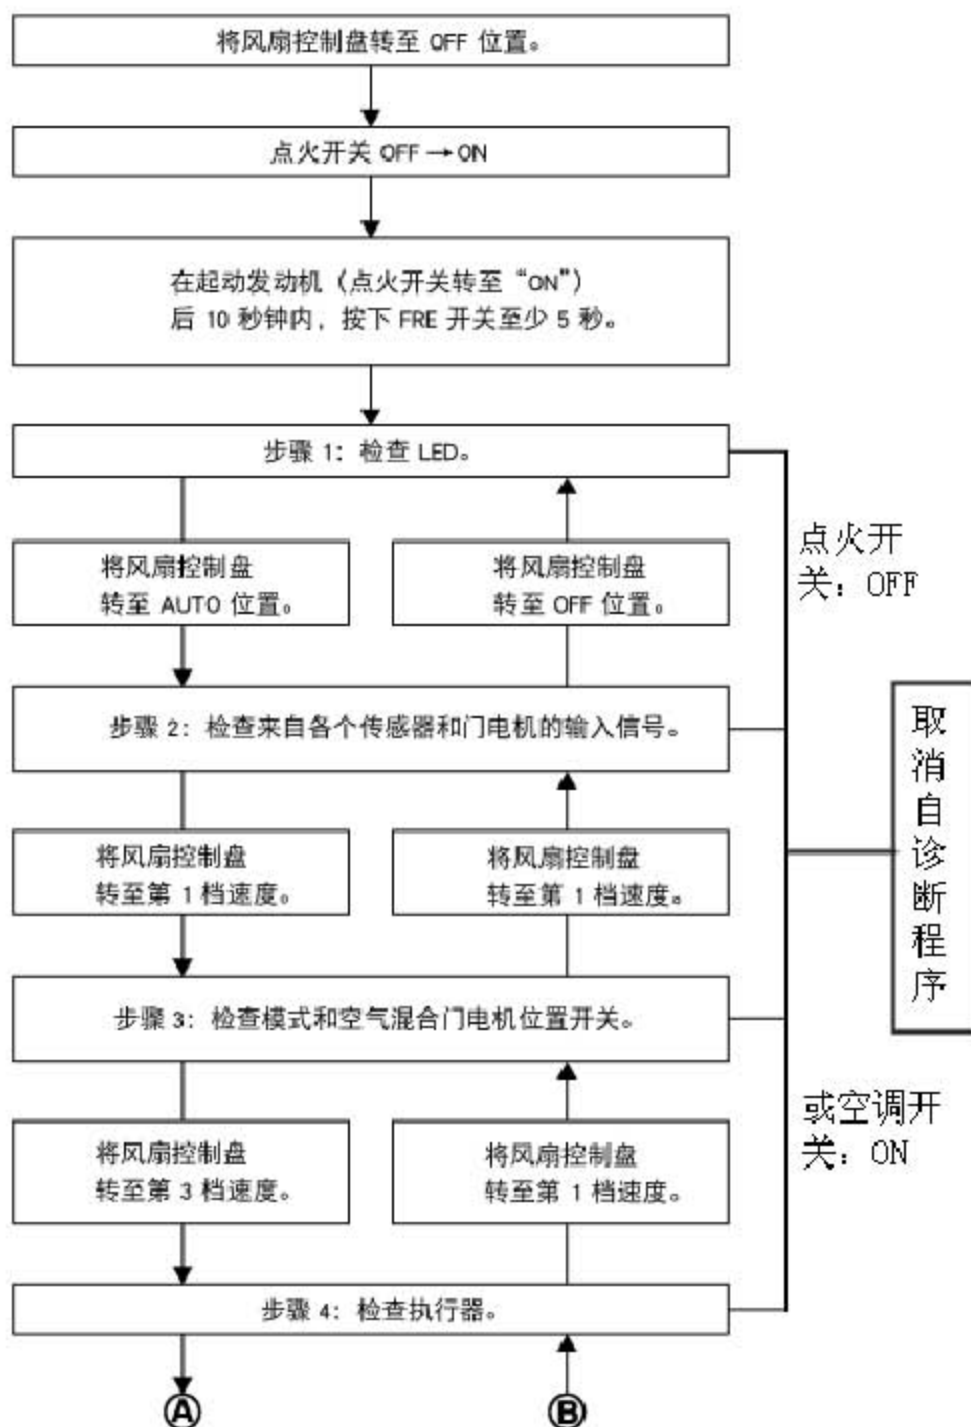 将风扇控制盘转至 OFF 位置。
点火开关 OFF → ON
在起动发动机（点火开关转至“ON”）
后 10 秒钟内，按下 FRE 开关至少 5 秒。
步骤 1：检查 LED。
将风扇控制盘
转至 AUTO 位置。
将风扇控制盘
转至 OFF 位置。
点火开
关：OFF
步骤 2：检查来自各个传感器和门电机的输入信号。
取
消
自
诊
断
程
序
将风扇控制盘
转至第 1 档速度。
将风扇控制盘
转至第 1 档速度。
步骤 3：检查模式和空气混合门电机位置开关。
或空调开
关：ON
将风扇控制盘
转至第 3 档速度。
将风扇控制盘
转至第 1 档速度。
步骤 4：检查执行器。
A
B